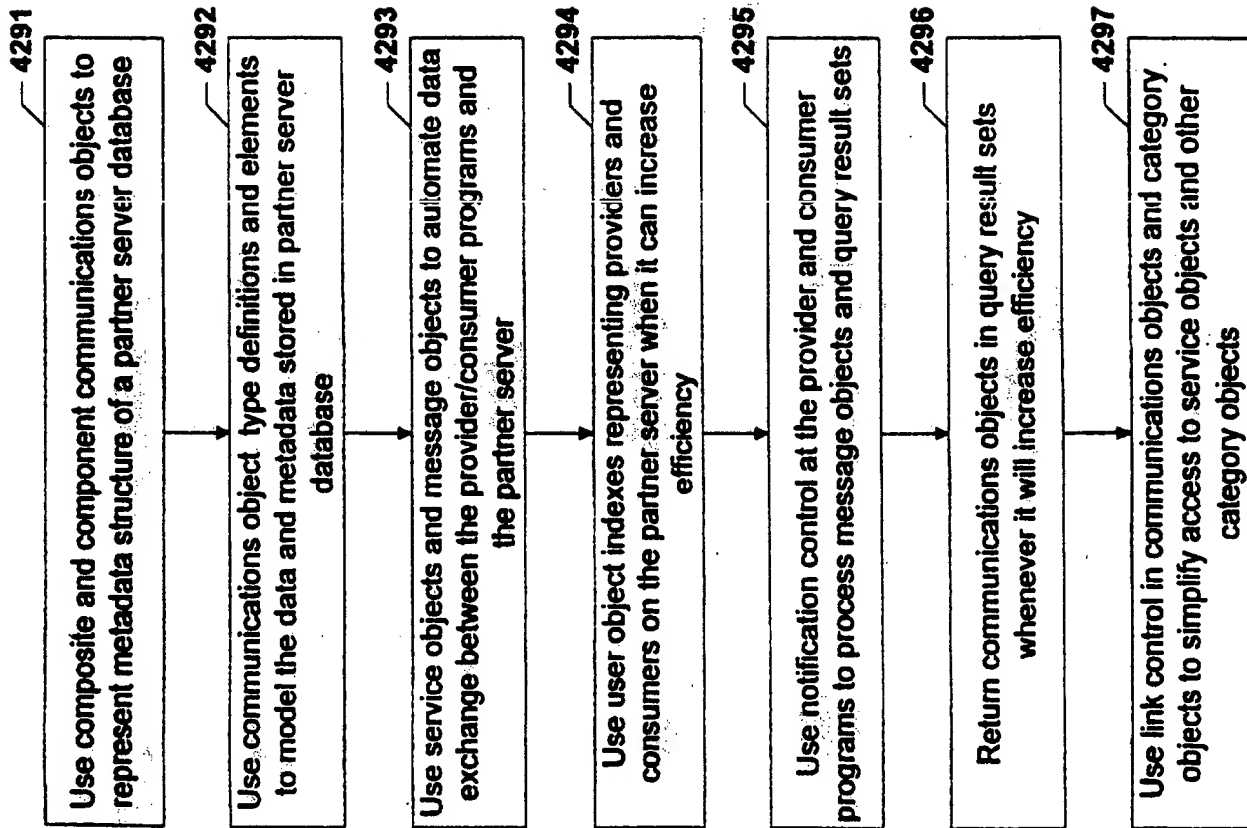 4291
Use composite and component communications objects to
represent metadata structure of a partner server database
4292
Use communications object type definitions and elements
to model the data and metadata stored in partner server
database
4293
Use service objects and message objects to automate data
exchange between the provider/consumer programs and
the partner server
4294
Use user object indexes representing providers and
consumers on the partner server when it can increase
efficiency
4295
Use notification control at the provider and consumer
programs to process message objects and query result sets
4296
Return communications objects in query result sets
whenever it will increase efficiency
4297
Use link control in communications objects and category
objects to simplify access to service objects and other
category objects